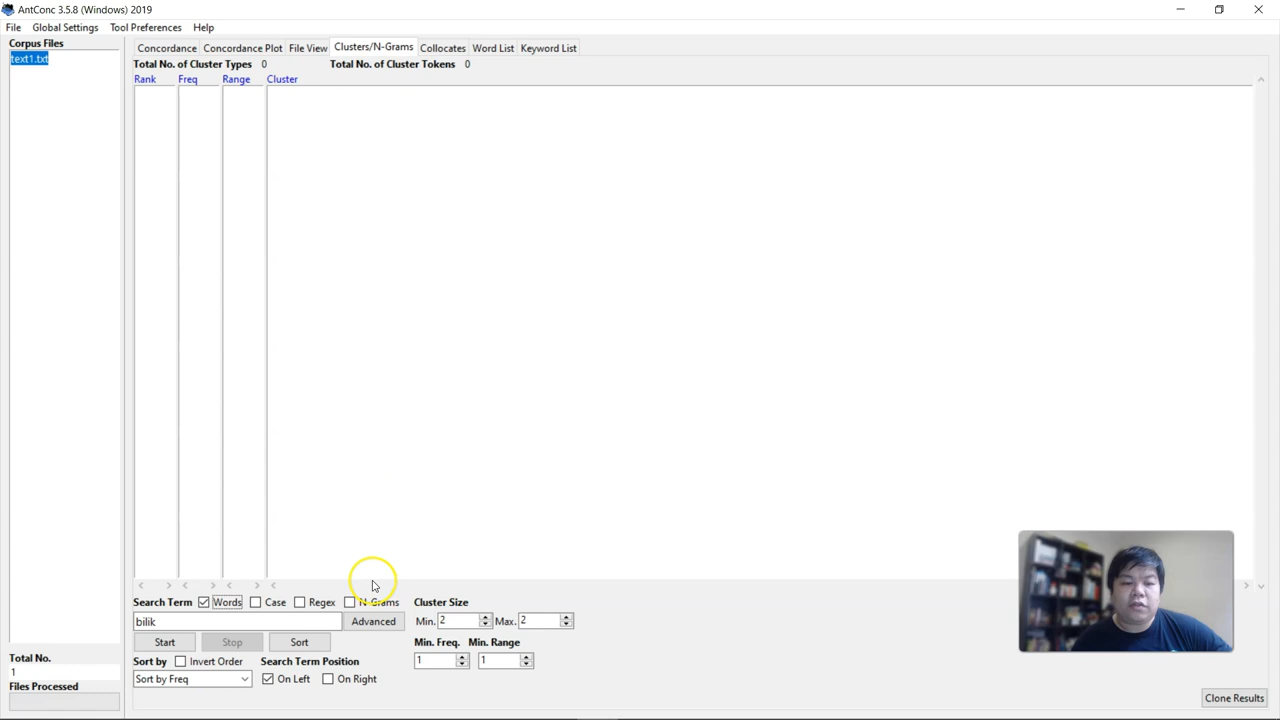 AntConc 3.5.8 (Windows) 2019
File Global Settings Tool Preferences Help
Corpus Files
text1.txt
Concordance Concordance Plot File View Clusters/N-Grams Collocates Word List Keyword List
Total No. of Cluster Types 0 Total No. of Cluster Tokens 0
Rank Freq Range Cluster
Search Term Words Case Regex N-Grams Cluster Size
bilik Advanced Min. 2 Max. 2
Start Stop Sort Min. Freq. Min. Range
Total No. Sort by Invert Order Search Term Position 1 1
1
Sort by Freq On Left On Right
Files Processed
Clone Results